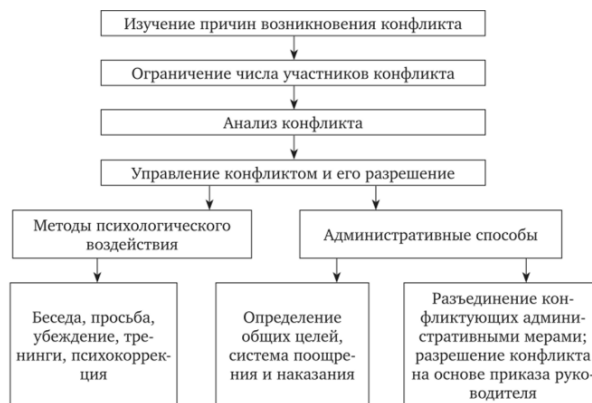 Изучение причин возникновения конфликта
Ограничение числа участников конфликта
Анализ конфликта
Управление конфликтом и его разрешение
Методы психологического
воздействия
Административные способы
Беседа, просьба,
убеждение, тре-
нинги, психокоррек-
ция
Определение
общих целей,
система поощре-
ния и наказания
Разъединение кон-
фликтующих админи-
стративными мерами;
разрешение конфликта
на основе приказа руко-
водителя